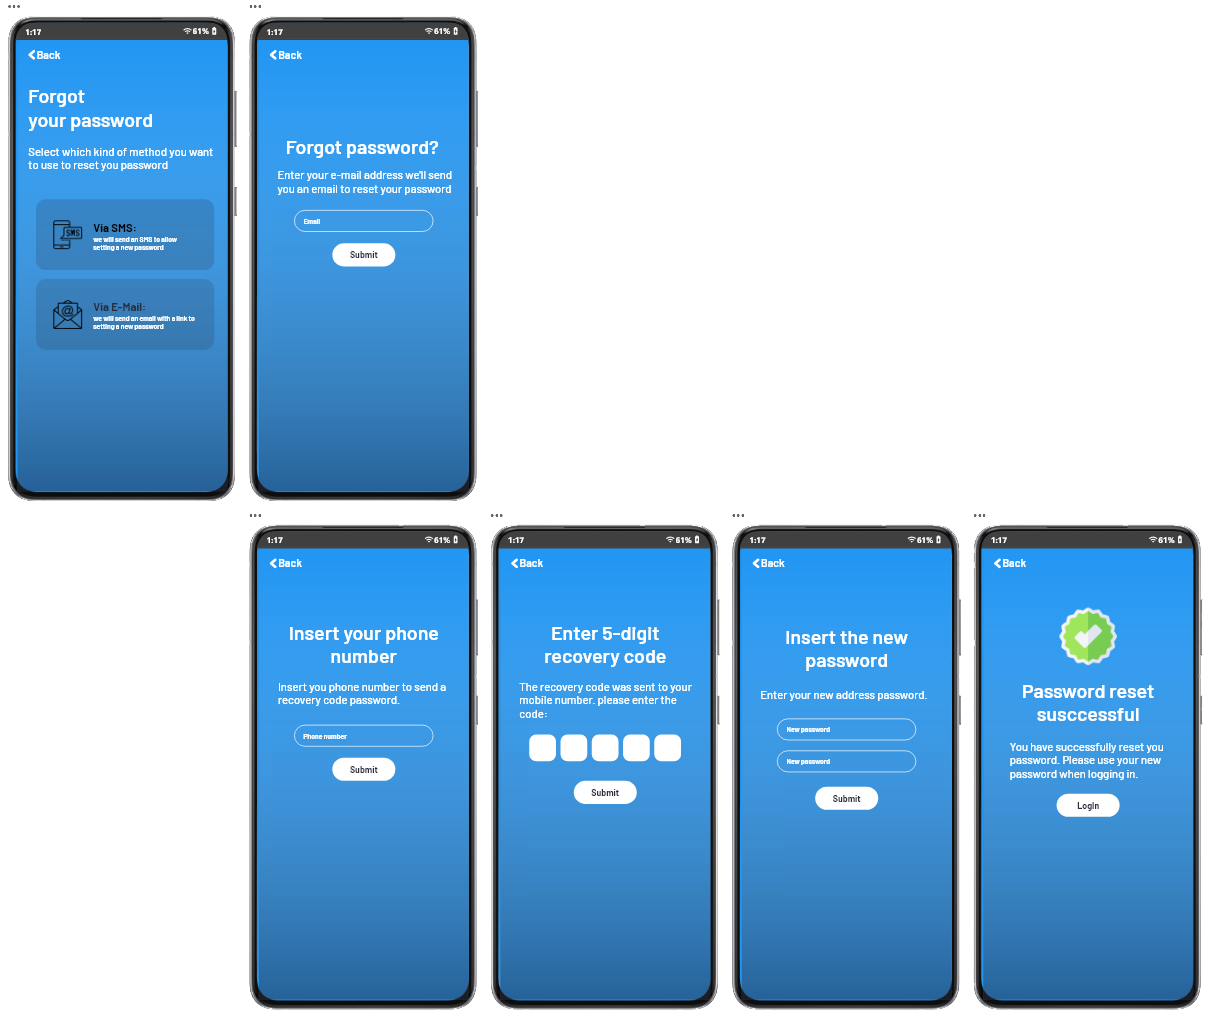 1:17
61%
Back
Forgot
your password
Select which kind of method you want
to use to reset you password
SMS
Via SMS:
we will send an SMS to allow
setting a new password
@
Via E-Mail:
we will send an email with a link to
setting a new password
1:17
61%
Back
Forgot password?
Enter your e-mail address we'll send
you an email to reset your password
Email
Submit
1:17
61%
Back
Insert your phone
number
Insert you phone number to send a
recovery code password.
Phone number
Submit
1:17
61%
Back
Enter 5-digit
recovery code
The recovery code was sent to your
mobile number. please enter the
code:
Submit
1:17
61%
Back
Insert the new
password
Enter your new address password.
New password
New password
Submit
1:17
61%
Back
Password reset
susccessful
You have successfully reset you
password. Please use your new
password when logging in.
LogIn